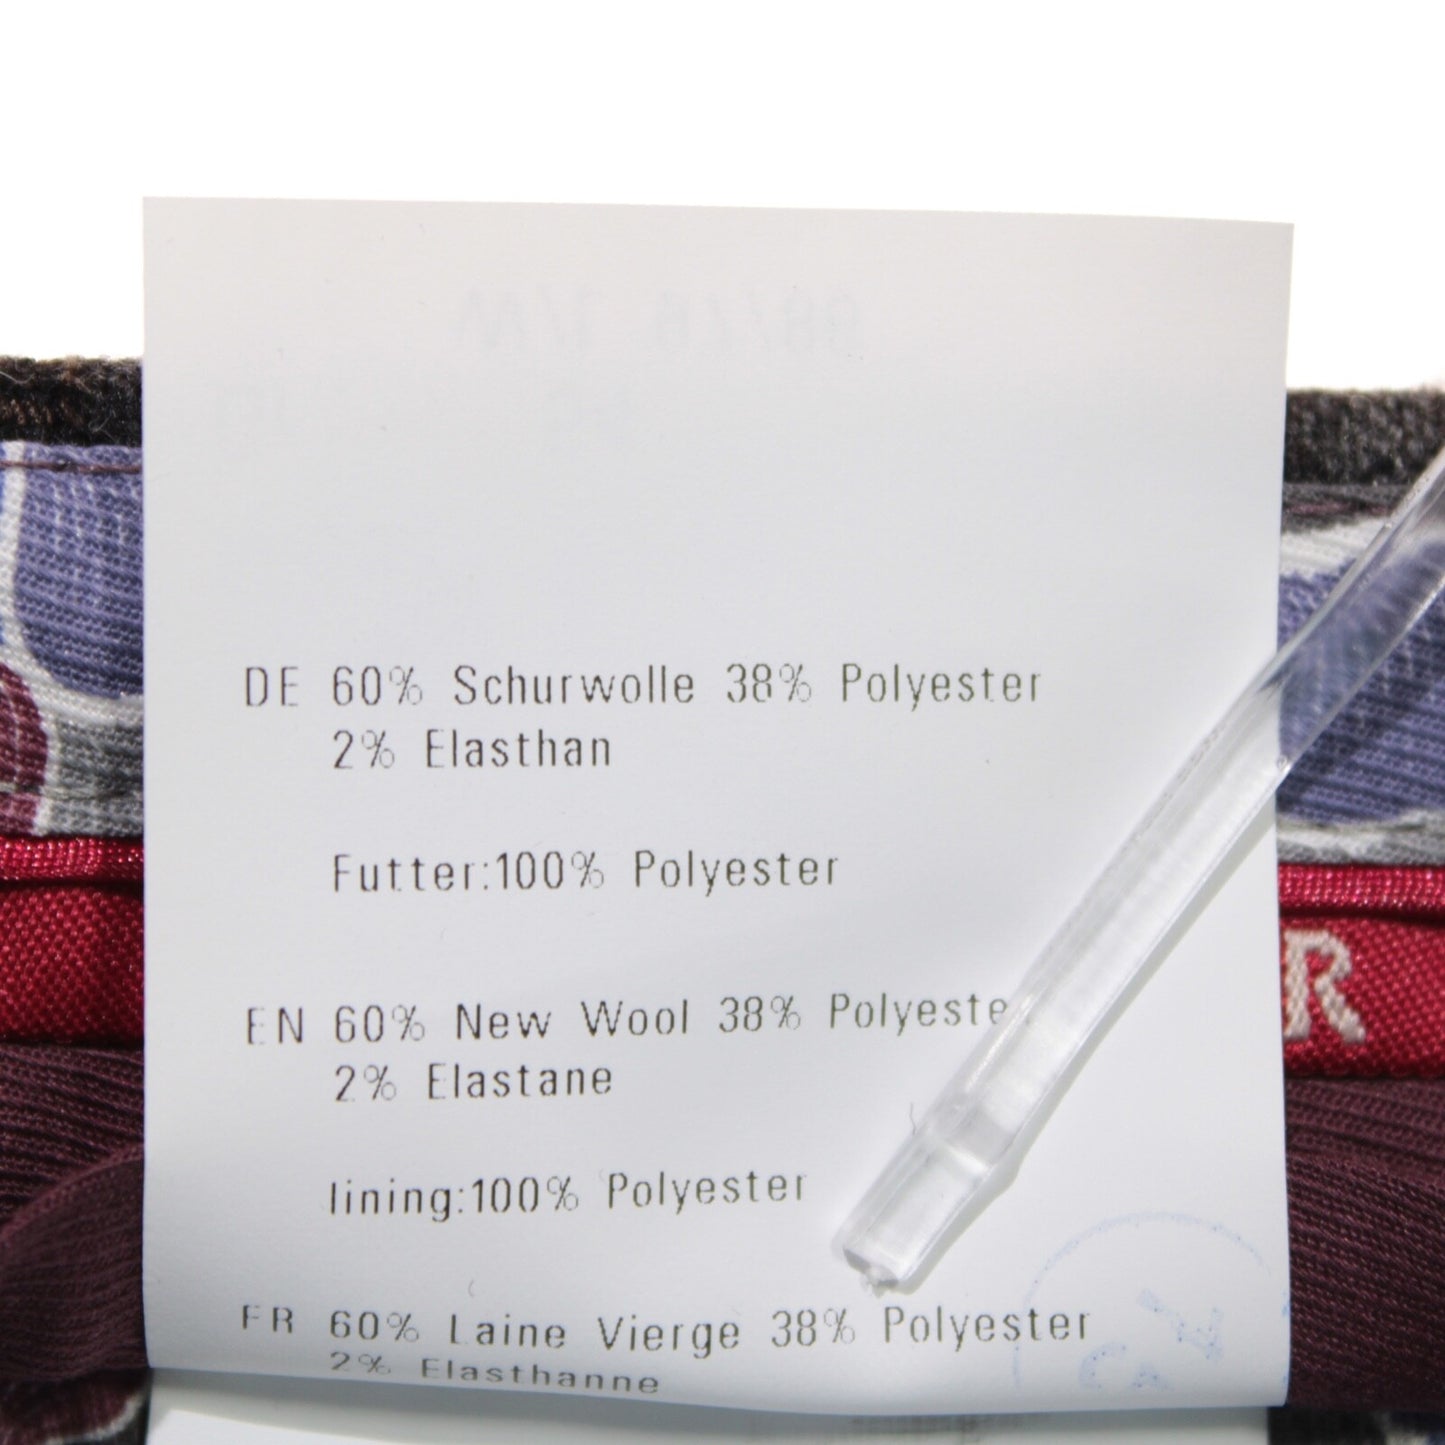 DE 60% Schurwolle 38% Polyester
2% Elasthan
Futter:100% Polyester
EN 60% New Wool 38% Polyeste
2% Elastane
lining:100% Polyester
R
FR 60% Laine Vierge 38% Polyester
2% Elasthanne